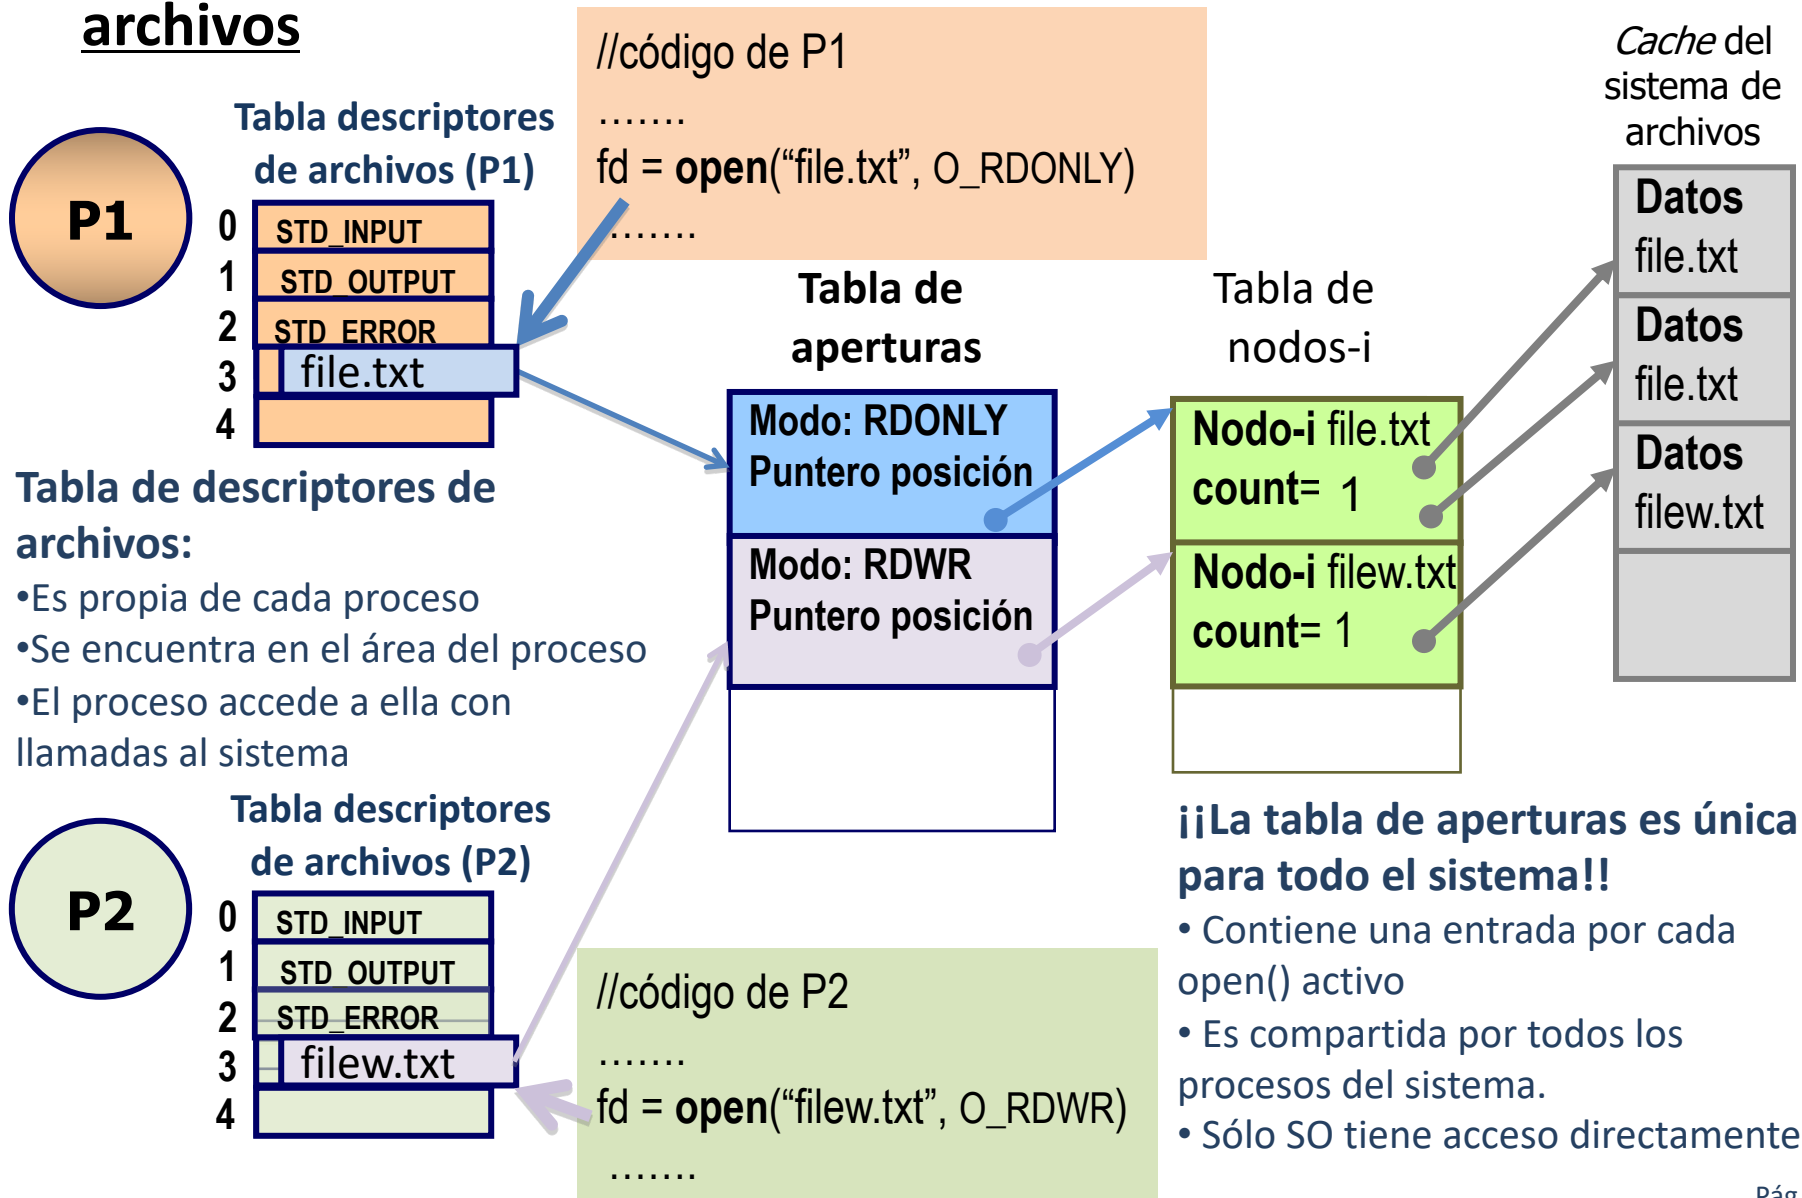 archivos
P1
Tabla descriptores
de archivos (P1)
0 STD_INPUT
1 STD_OUTPUT
2 STD_ERROR
3 file.txt
4
//código de P1
.......
fd = open(“file.txt”, O_RDONLY)
.......
Tabla de
aperturas
Modo: RDONLY
Puntero posición
Modo: RDWR
Puntero posición
Tabla de
nodos-i
Nodo-i file.txt
count= 1
Nodo-i filew.txt
count= 1
Cache del
sistema de
archivos
Datos
file.txt
Datos
file.txt
Datos
filew.txt
Tabla de descriptores de
archivos:
•Es propia de cada proceso
•Se encuentra en el área del proceso
•El proceso accede a ella con
llamadas al sistema
P2
Tabla descriptores
de archivos (P2)
0 STD_INPUT
1 STD_OUTPUT
2 STD_ERROR
3 filew.txt
4
//código de P2
.......
fd = open(“filew.txt”, O_RDWR)
.......
¡¡La tabla de aperturas es única
para todo el sistema!!
• Contiene una entrada por cada
open() activo
• Es compartida por todos los
procesos del sistema.
• Sólo SO tiene acceso directamente
Pág